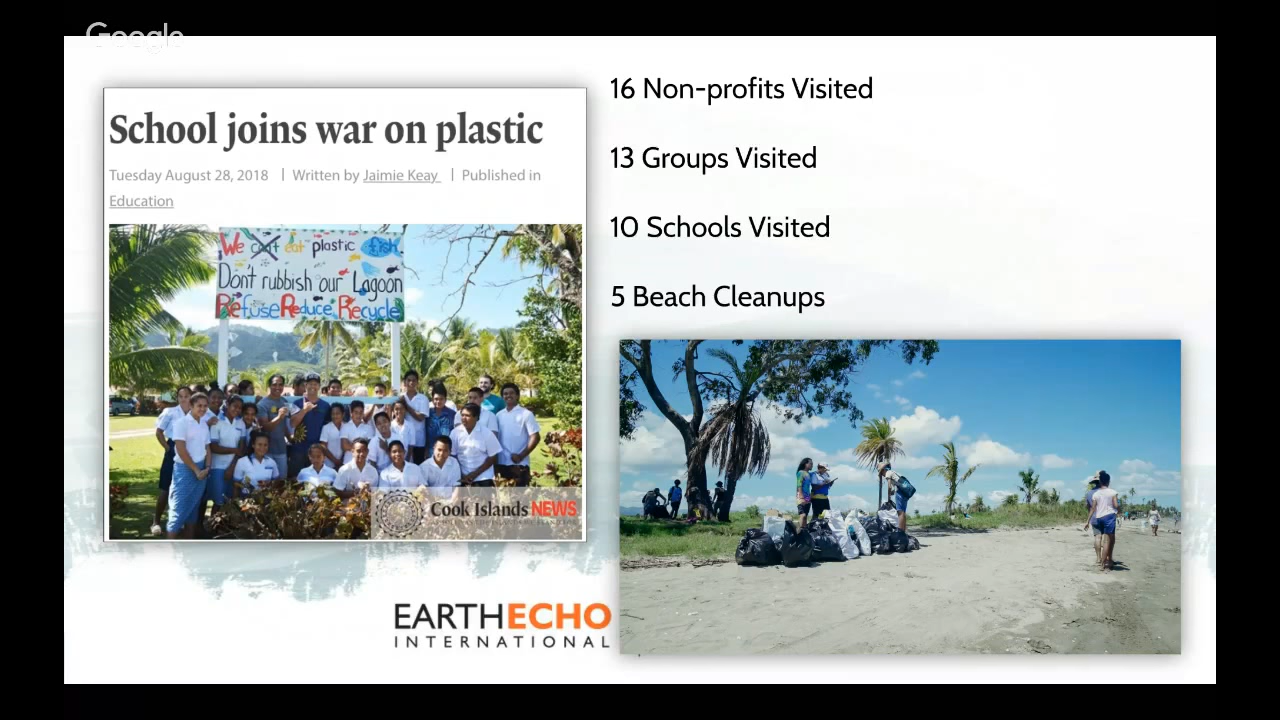 Google
School joins war on plastic
Tuesday August 28, 2018 | Written by Jaimie Keay | Published in
Education
We can't eat plastic fish
Don't rubbish our Lagoon
Refuse Reduce Recycle
Cook Islands NEWS
16 Non-profits Visited
13 Groups Visited
10 Schools Visited
5 Beach Cleanups
EARTHECHO
INTERNATIONAL